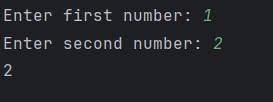 Enter first number: 1
Enter second number: 2
2